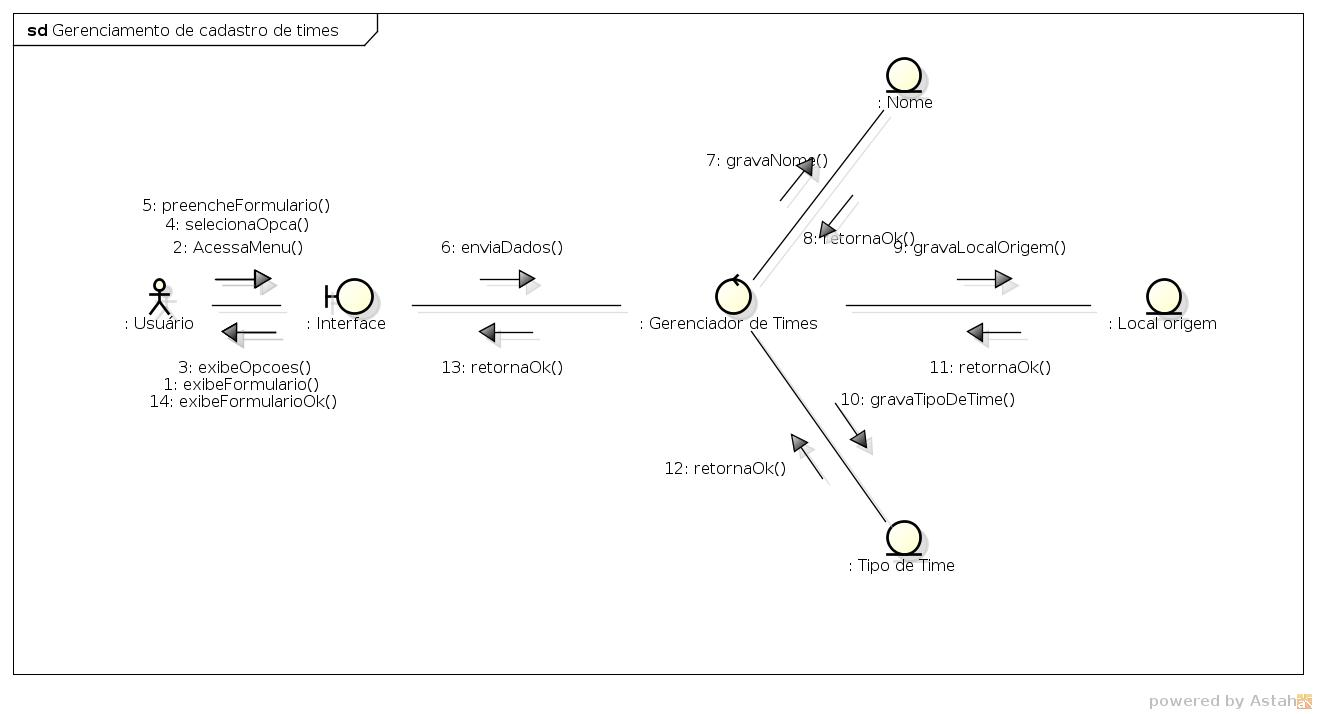 sd Gerenciamento de cadastro de times
: Nome
7: gravaNome()
8: retornaOk()
5: preencheFormulario()
4: selecionaOpca()
2: AcessaMenu()
6: enviaDados()
9: gravaLocalOrigem()
: Usuário
: Interface
: Gerenciador de Times
: Local origem
3: exibeOpcoes()
1: exibeFormulario()
14: exibeFormularioOk()
13: retornaOk()
11: retornaOk()
10: gravaTipoDeTime()
12: retornaOk()
: Tipo de Time
powered by Astah